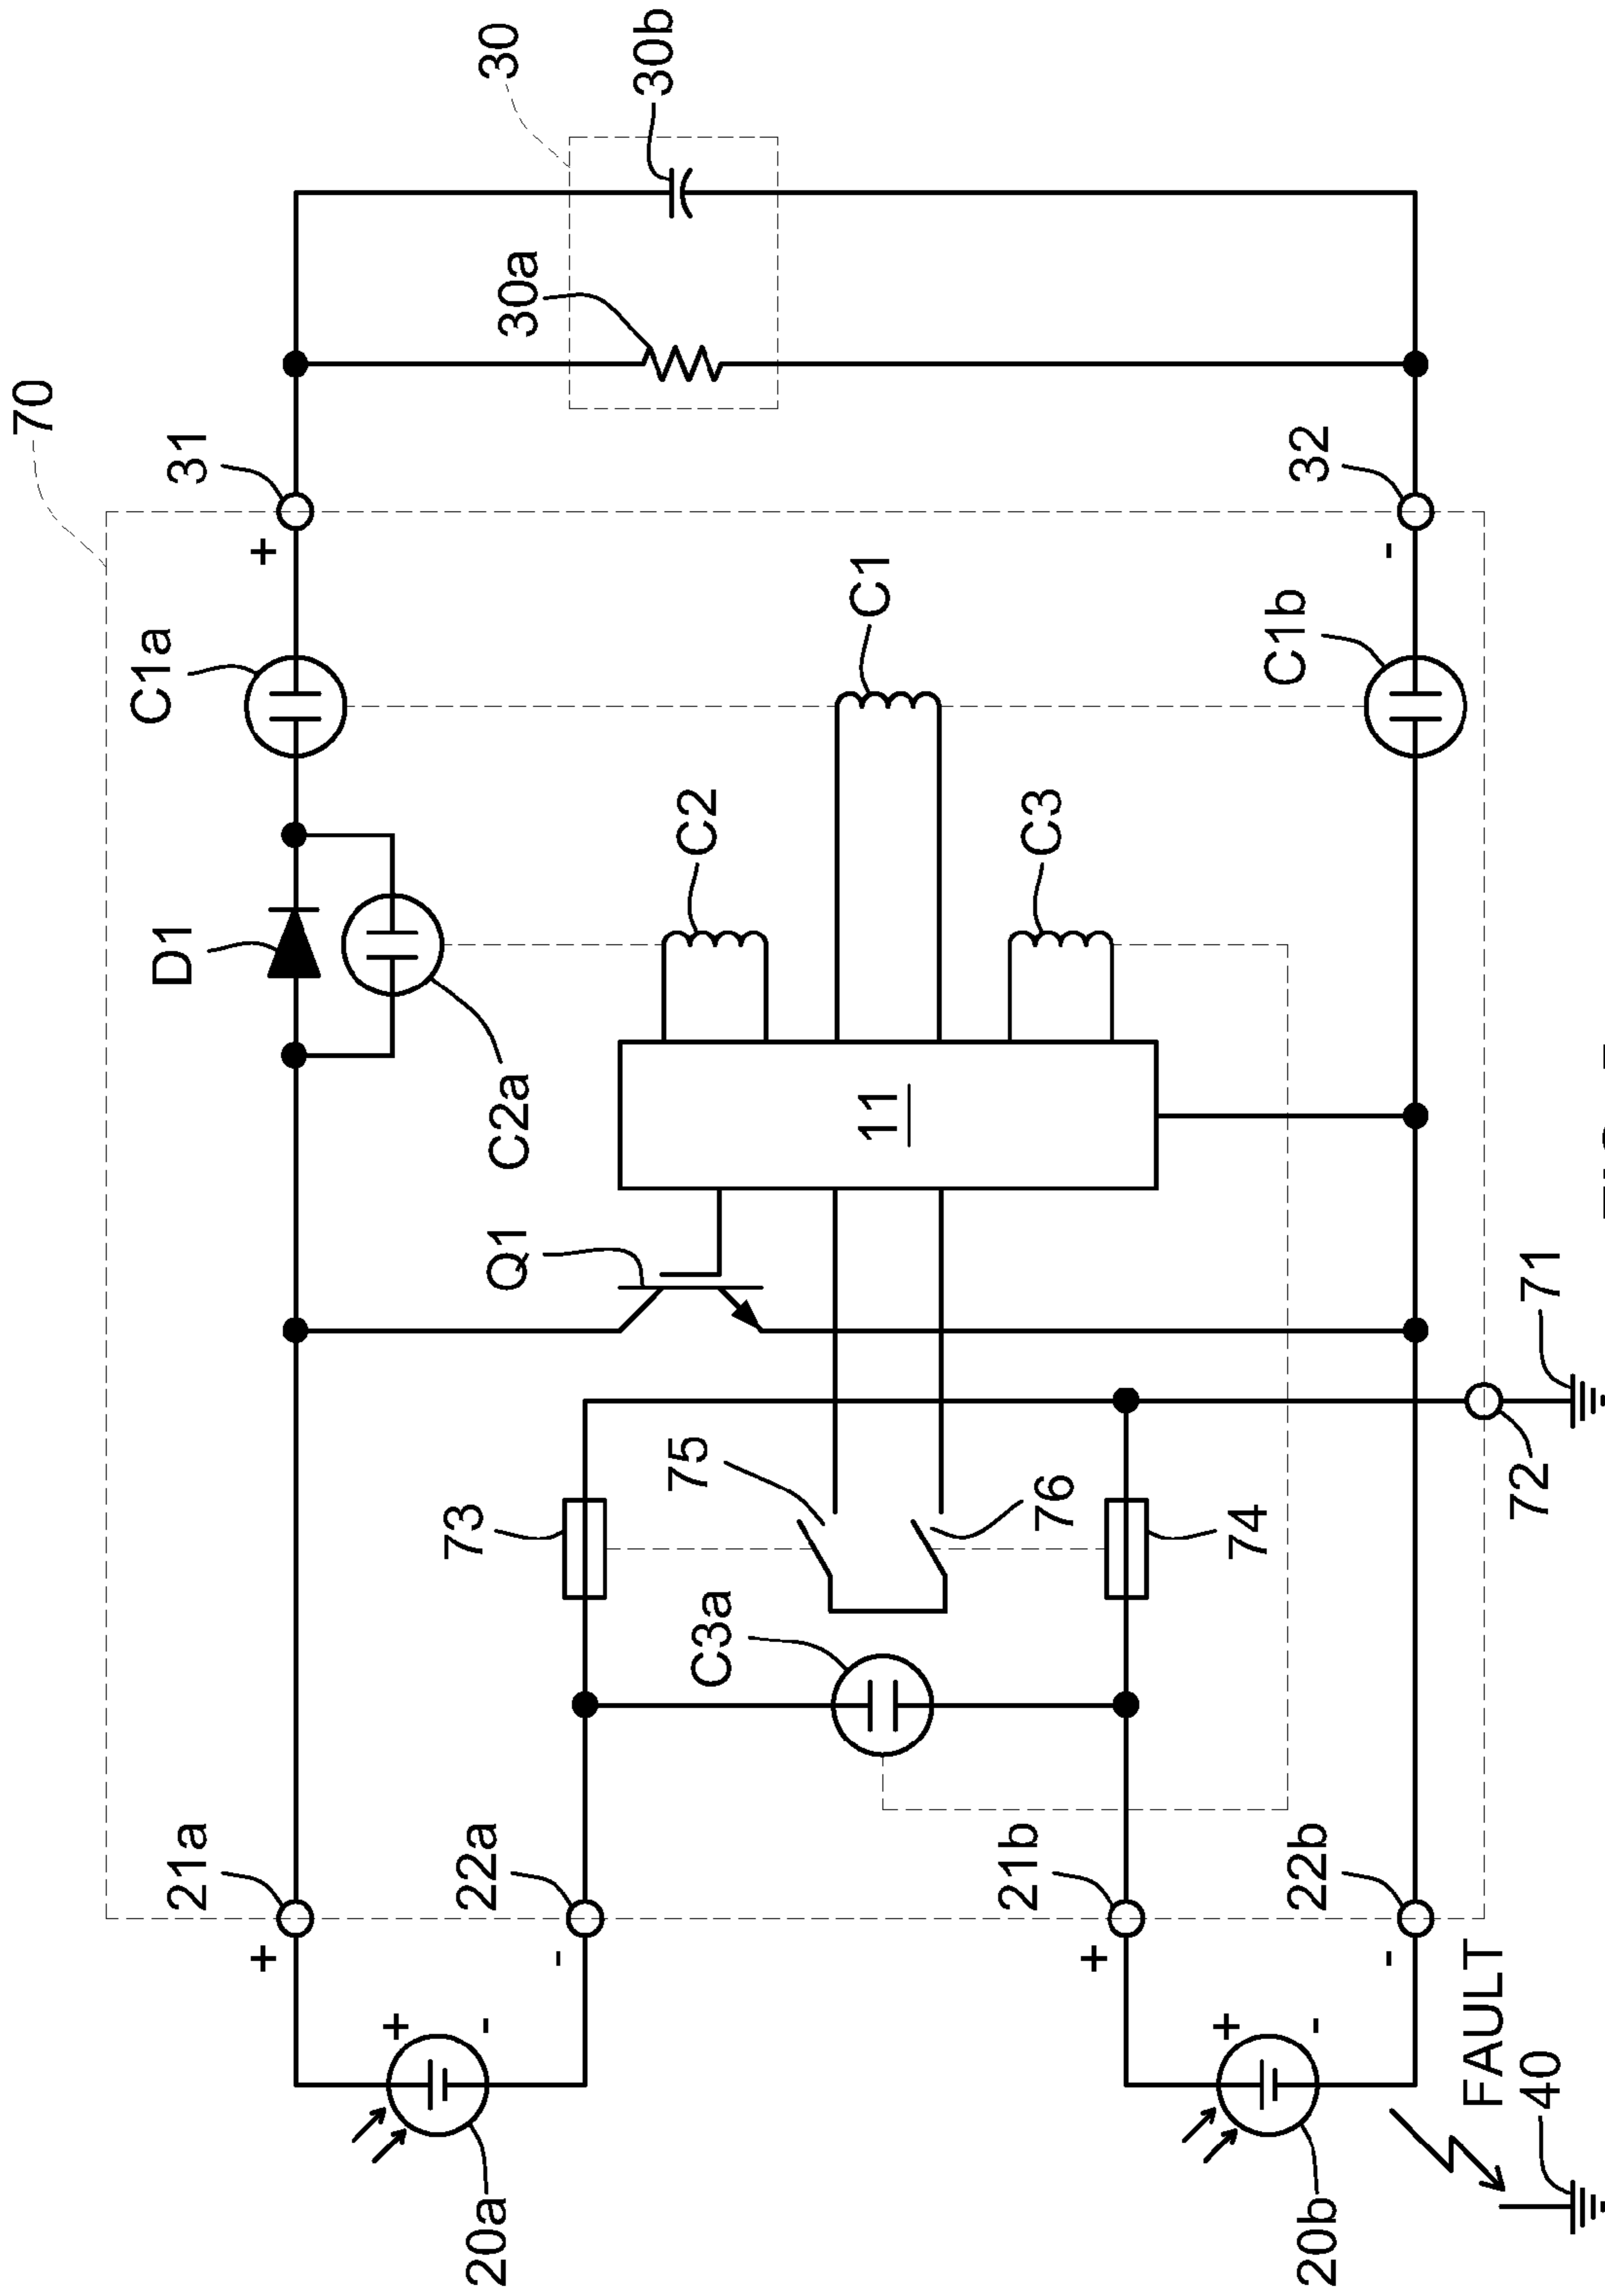 70
30
30b
30a
31
+
C1a
D1
C2a
C2
C1
C3
C1b
32
-
11
Q1
73
75
76
74
C3a
72
71
21a
+
22a
-
21b
+
22b
-
+
-
20a
+
-
20b
FAULT
40